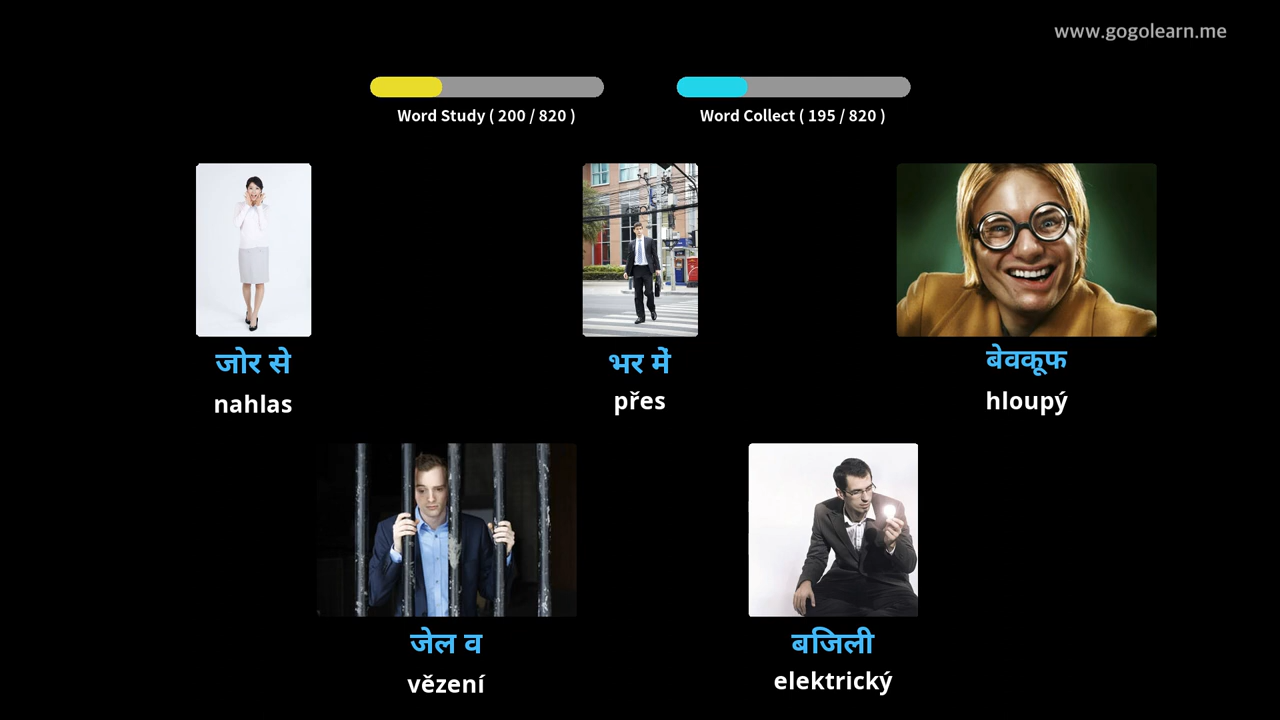 www.gogolearn.me
Word Study ( 200 / 820 )
Word Collect ( 195 / 820 )
जोर से
भर में
बेवकूफ
nahlas
přes
hloupý
जेल व
बजिली
vězení
elektrický